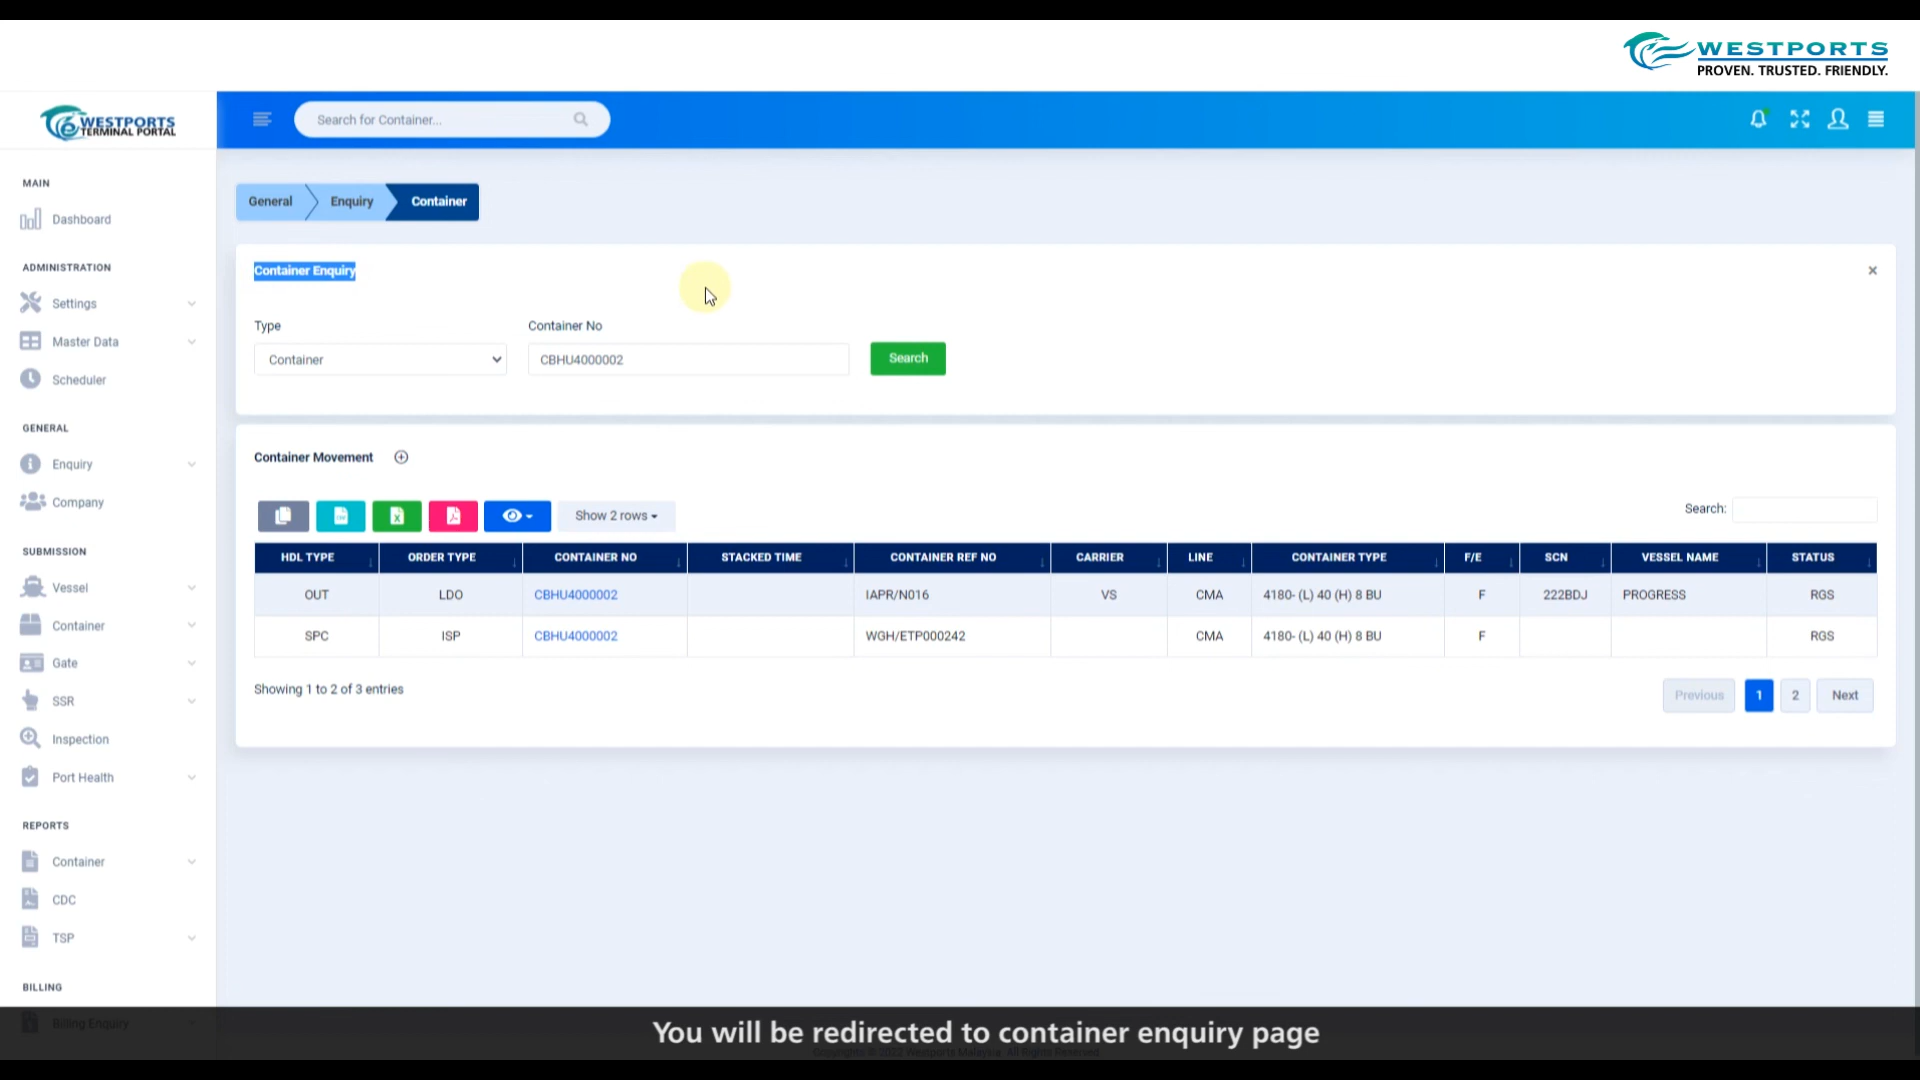 WESTPORTS
PROVEN. TRUSTED. FRIENDLY.
WESTPORTS
TERMINAL PORTAL
Search for Container...
MAIN
Dashboard
ADMINISTRATION
Settings
Master Data
Scheduler
GENERAL
Enquiry
Company
SUBMISSION
Vessel
Container
Gate
SSR
Inspection
Port Health
REPORTS
Container
CDC
TSP
BILLING
Billing Enquiry
General Enquiry Container
Container Enquiry
×
Type Container No
Container CBHU4000002 Search
Container Movement
Show 2 rows
Search:
HDL TYPE ORDER TYPE CONTAINER NO STACKED TIME CONTAINER REF NO CARRIER LINE CONTAINER TYPE F/E SCN VESSEL NAME STATUS
OUT LDO CBHU4000002 IAPR/N016 VS CMA 4180- (L) 40 (H) 8 BU F 222BDJ PROGRESS RGS
SPC ISP CBHU4000002 WGH/ETP000242 CMA 4180- (L) 40 (H) 8 BU F RGS
Showing 1 to 2 of 3 entries
Previous 1 2 Next
You will be redirected to container enquiry page